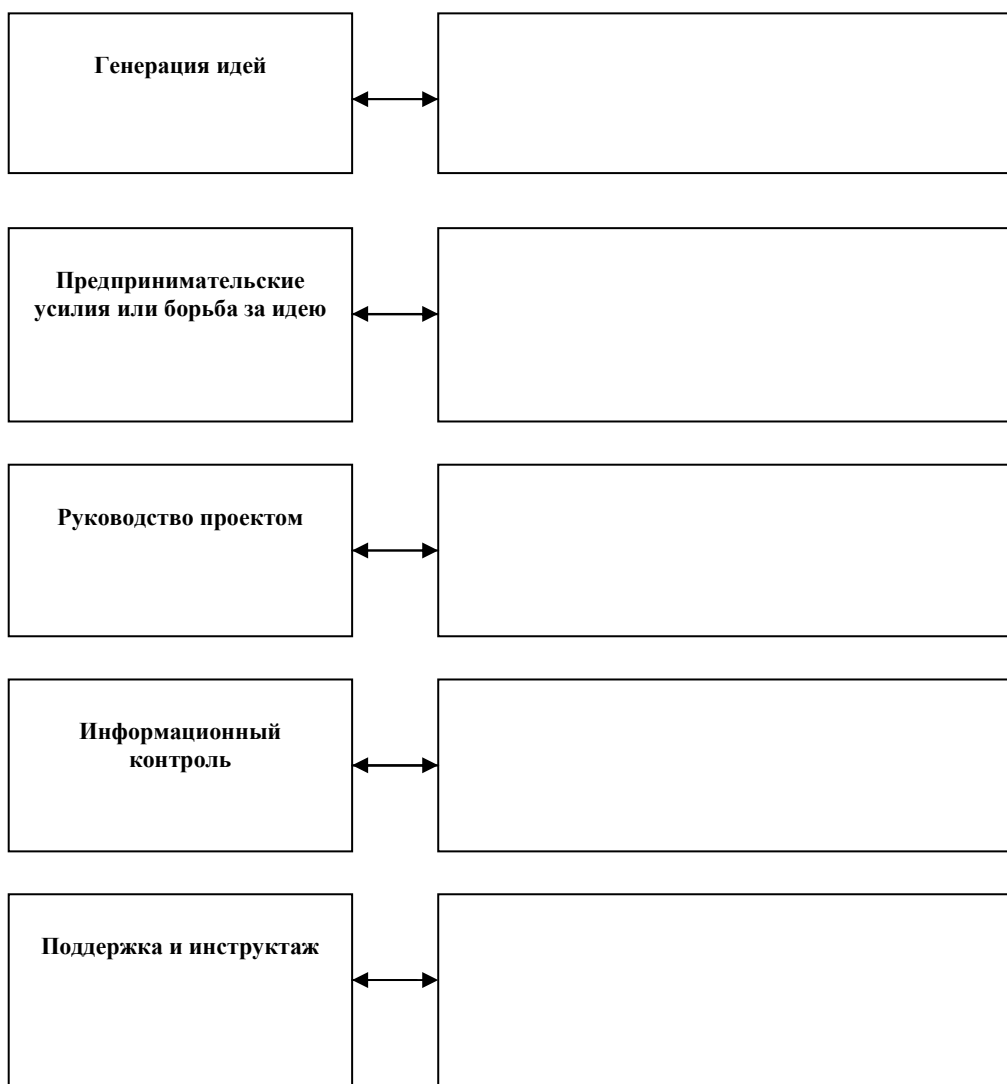 Генерация идей
Предпринимательские
усилия или борьба за идею
Руководство проектом
Информационный
контроль
Поддержка и инструктаж